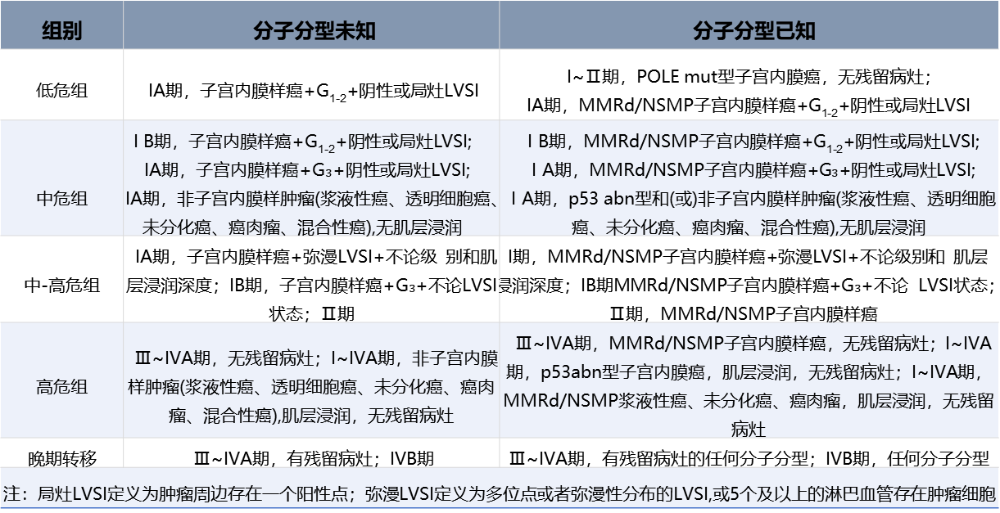 组别 分子分型未知 分子分型已知
低危组
IA期，子宫内膜样癌+G1-2+阴性或局灶LVSI
I~Ⅱ期，POLE mut型子宫内膜癌，无残留病灶；
IA期，MMRd/NSMP子宫内膜样癌+G1-2+阴性或局灶LVSI
中危组
ⅠB期，子宫内膜样癌+G1-2+阴性或局灶LVSI;
IA期，子宫内膜样癌+G₃+阴性或局灶LVSI;
IA期，非子宫内膜样肿瘤(浆液性癌、透明细胞癌、
未分化癌、癌肉瘤、混合性癌),无肌层浸润
ⅠB期，MMRd/NSMP子宫内膜样癌+G1-2+阴性或局灶LVSI;
ⅠA期，MMRd/NSMP子宫内膜样癌+G₃+阴性或局灶LVSI;
ⅠA期，p53 abn型和(或)非子宫内膜样肿瘤(浆液性癌、透明细胞
癌、未分化癌、癌肉瘤、混合性癌),无肌层浸润
中-高危组
IA期，子宫内膜样癌+弥漫LVSI+不论级 别和肌
层浸润深度；IB期，子宫内膜样癌+G₃+不论LVSI
状态；Ⅱ期
I期，MMRd/NSMP子宫内膜样癌+弥漫LVSI+不论级别和 肌层
浸润深度；IB期MMRd/NSMP子宫内膜样癌+G₃+不论 LVSI状态；
Ⅱ期，MMRd/NSMP子宫内膜样癌
高危组
Ⅲ~IVA期，无残留病灶；I~IVA期，非子宫内膜
样肿瘤(浆液性癌、透明细胞癌、未分化癌、癌肉
瘤、混合性癌),肌层浸润，无残留病灶
Ⅲ~IVA期，MMRd/NSMP子宫内膜样癌，无残留病灶；I~IVA
期，p53abn型子宫内膜癌，肌层浸润，无残留病灶；I~IVA期，
MMRd/NSMP浆液性癌、未分化癌、癌肉瘤，肌层浸润，无残留
病灶
晚期转移
Ⅲ~IVA期，有残留病灶；IVB期
Ⅲ~IVA期，有残留病灶的任何分子分型；IVB期，任何分子分型
注：局灶LVSI定义为肿瘤周边存在一个阳性点；弥漫LVSI定义为多位点或者弥漫性分布的LVSI,或5个及以上的淋巴血管存在肿瘤细胞